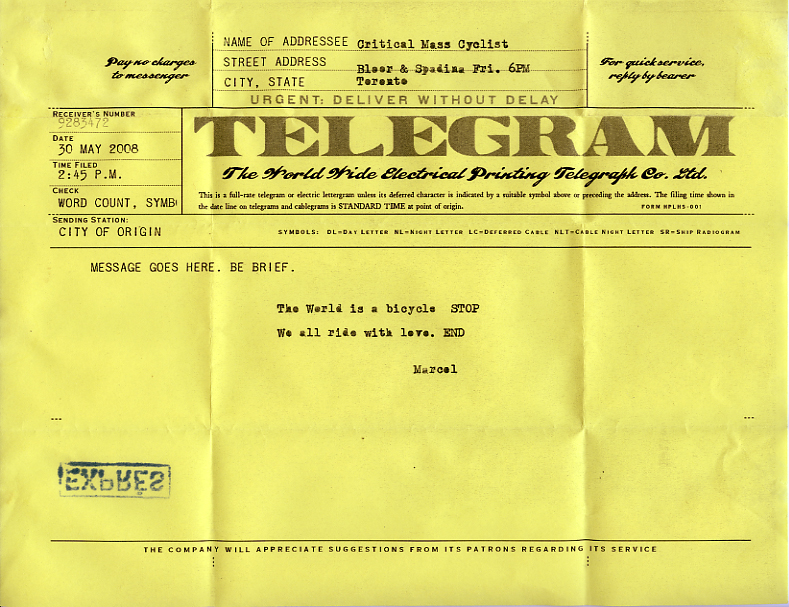 Pay no charges
to messenger
NAME OF ADDRESSEE Critical Mass Cyclist
STREET ADDRESS Bloor & Spadina Fri. 6PM
CITY, STATE Toronto
For quick service,
reply by bearer
URGENT: DELIVER WITHOUT DELAY
RECEIVER'S NUMBER
9283472
DATE
30 MAY 2008
TIME FILED
2:45 P.M.
CHECK
WORD COUNT, SYMB
TELEGRAM
The World Wide Electrical Printing Telegraph Co. Ltd.
This is a full-rate telegram or electric lettergram unless its deferred character is indicated by a suitable symbol above or preceding the address. The filing time shown in
the date line on telegrams and cablegrams is STANDARD TIME at point of origin.
FORM HPLHS-001
SENDING STATION:
CITY OF ORIGIN
SYMBOLS: DL=DAY LETTER NL=NIGHT LETTER LC=DEFERRED CABLE NLT=CABLE NIGHT LETTER SR=SHIP RADIOGRAM
MESSAGE GOES HERE. BE BRIEF.
The World is a bicycle STOP
We all ride with love. END
Marcel
EXPRES
THE COMPANY WILL APPRECIATE SUGGESTIONS FROM ITS PATRONS REGARDING ITS SERVICE